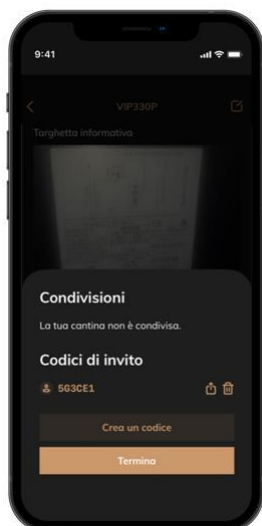 9:41
VIP330P
Targhetta informativa
Condivisioni
La tua cantina non è condivisa.
Codici di invito
5G3CE1
Crea un codice
Termina